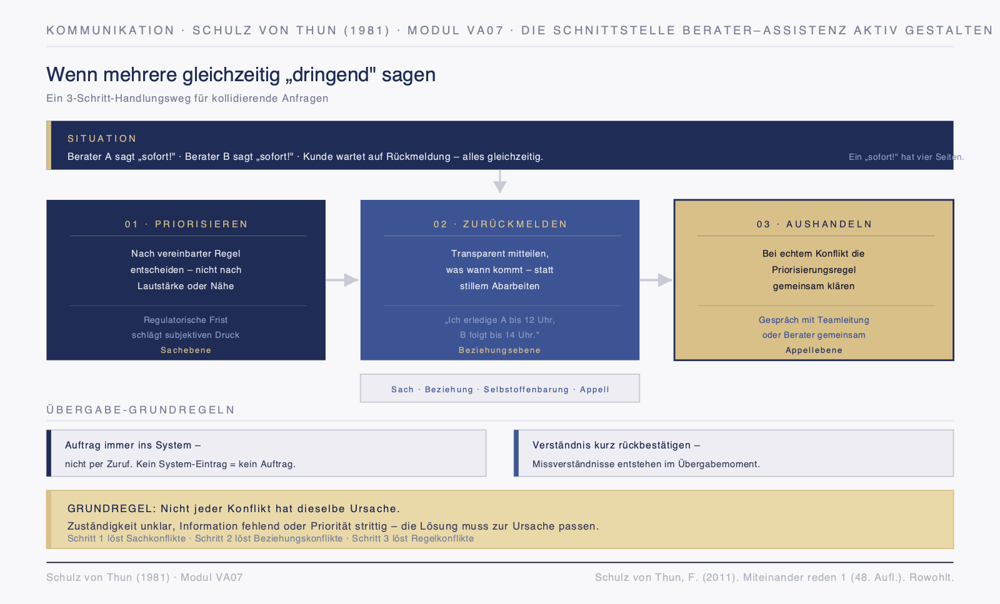 KOMMUNIKATION · SCHULZ VON THUN (1981) · MODUL VA07 · DIE SCHNITTSTELLE BERATER–ASSISTENZ AKTIV GESTALTEN
Wenn mehrere gleichzeitig „dringend" sagen
Ein 3-Schritt-Handlungsweg für kollidierende Anfragen
SITUATION
Berater A sagt „sofort!" · Berater B sagt „sofort!" · Kunde wartet auf Rückmeldung – alles gleichzeitig.
Ein „sofort!" hat vier Seiten.
01 · PRIORISIEREN
Nach vereinbarter Regel
entscheiden – nicht nach
Lautstärke oder Nähe
Regulatorische Frist
schlägt subjektiven Druck
Sachebene
02 · ZURÜCKMELDEN
Transparent mitteilen,
was wann kommt – statt
stillem Abarbeiten
„Ich erledige A bis 12 Uhr,
B folgt bis 14 Uhr."
Beziehungsebene
03 · AUSHANDELN
Bei echtem Konflikt die
Priorisierungsregel
gemeinsam klären
Gespräch mit Teamleitung
oder Berater gemeinsam
Appellebene
Sach · Beziehung · Selbstoffenbarung · Appell
ÜBERGABE-GRUNDREGELN
Auftrag immer ins System –
nicht per Zuruf. Kein System-Eintrag = kein Auftrag.
Verständnis kurz rückbestätigen –
Missverständnisse entstehen im Übergabemoment.
GRUNDREGEL: Nicht jeder Konflikt hat dieselbe Ursache.
Zuständigkeit unklar, Information fehlend oder Priorität strittig – die Lösung muss zur Ursache passen.
Schritt 1 löst Sachkonflikte · Schritt 2 löst Beziehungskonflikte · Schritt 3 löst Regelkonflikte
Schulz von Thun (1981) · Modul VA07
Schulz von Thun, F. (2011). Miteinander reden 1 (48. Aufl.). Rowohlt.